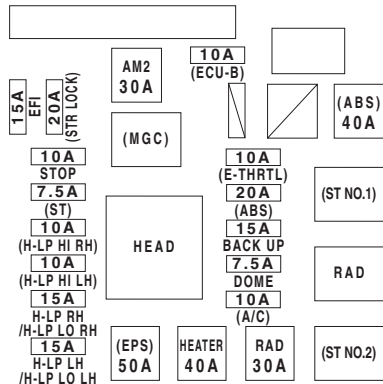 10A
(ECU-B)
AM2
30A
15A
EFI
20A
(STR LOCK)
(ABS)
40A
(MGC)
10A
STOP
7.5A
(ST)
10A
(H-LP HI RH)
10A
(H-LP HI LH)
15A
H-LP RH
/H-LP LO RH
15A
H-LP LH
/H-LP LO LH
HEAD
10A
(E-THRTL)
20A
(ABS)
15A
BACK UP
7.5A
DOME
10A
(A/C)
(ST NO.1)
RAD
(ST NO.2)
(EPS)
50A
HEATER
40A
RAD
30A